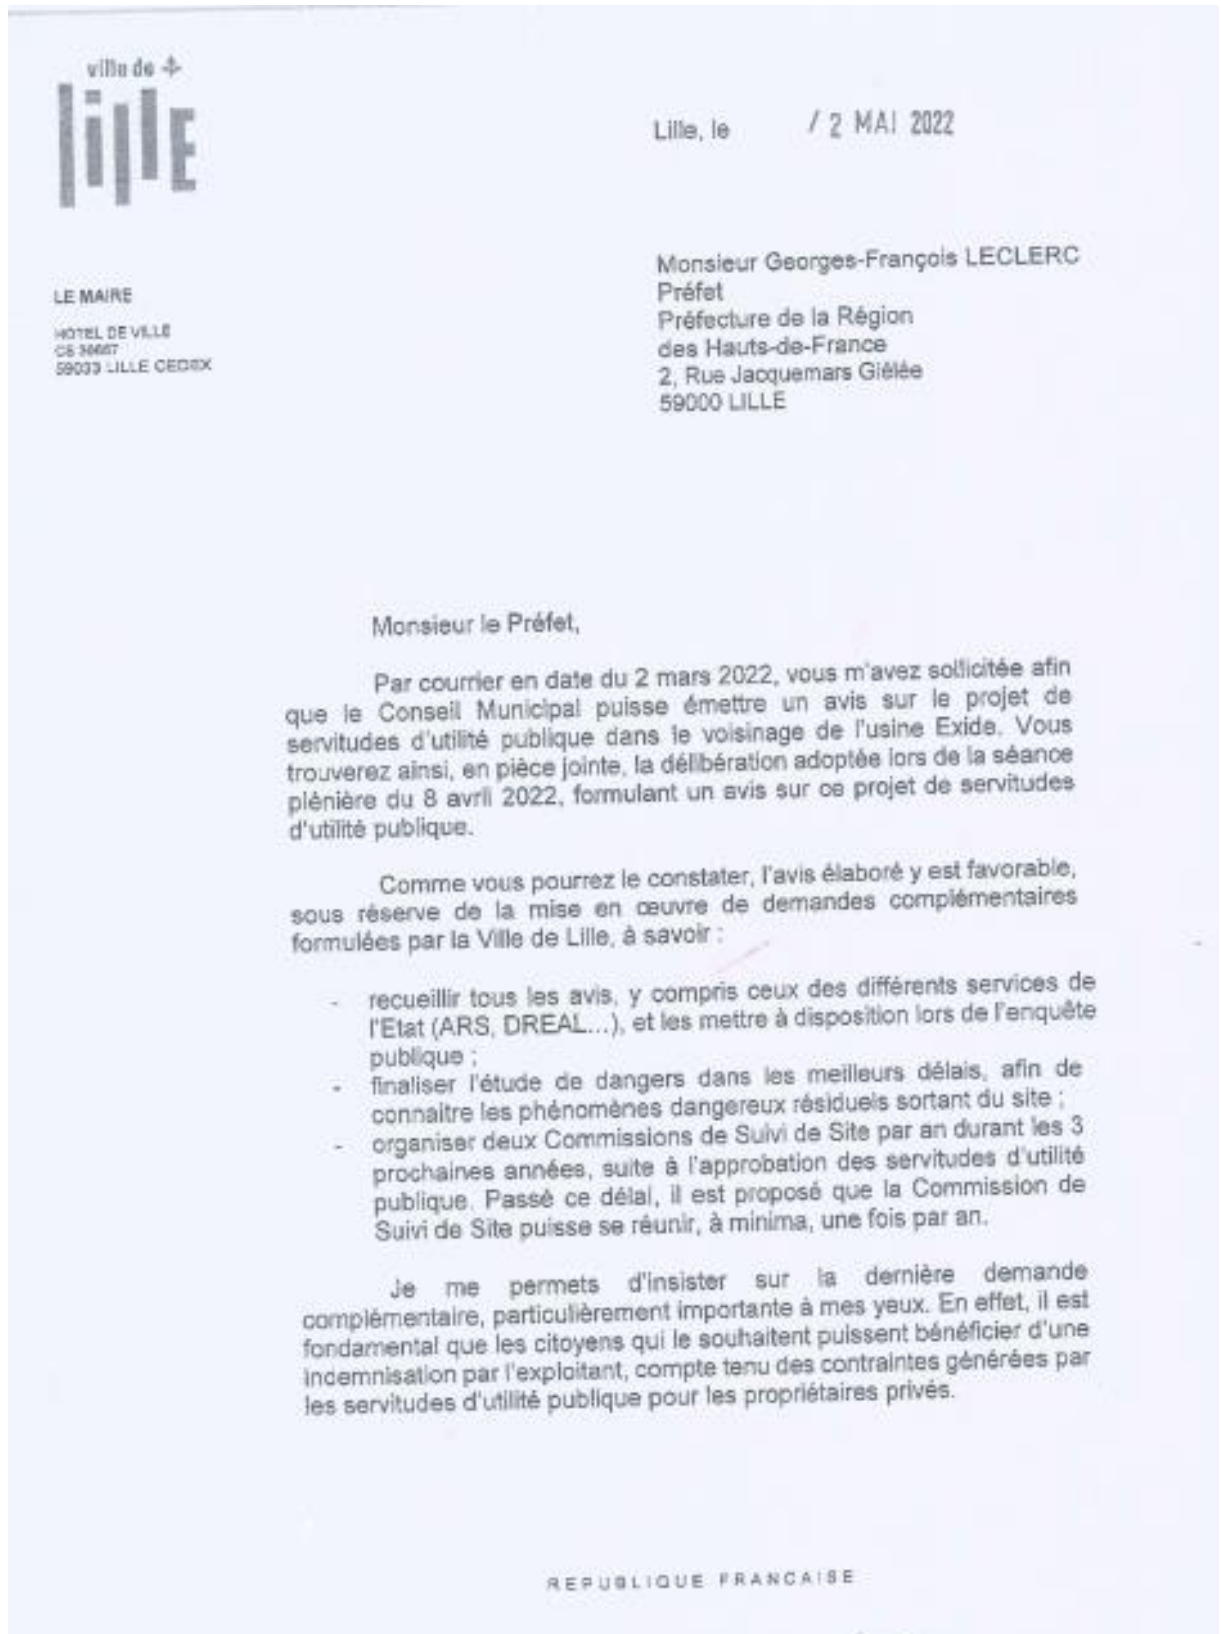 ville de
lille
Lille, le / 2 MAI 2022
Monsieur Georges-François LECLERC
Préfet
Préfecture de la Région
des Hauts-de-France
2, Rue Jacquemars Giélée
59000 LILLE
LE MAIRE
HOTEL DE VILLE
CS 30667
59033 LILLE CEDEX
Monsieur le Préfet,
Par courrier en date du 2 mars 2022, vous m'avez sollicitée afin
que le Conseil Municipal puisse émettre un avis sur le projet de
servitudes d'utilité publique dans le voisinage de l'usine Exide. Vous
trouverez ainsi, en pièce jointe, la délibération adoptée lors de la séance
plénière du 8 avril 2022, formulant un avis sur ce projet de servitudes
d'utilité publique.
Comme vous pourrez le constater, l'avis élaboré y est favorable,
sous réserve de la mise en œuvre de demandes complémentaires
formulées par la Ville de Lille, à savoir :
- recueillir tous les avis, y compris ceux des différents services de
l'Etat (ARS, DREAL...), et les mettre à disposition lors de l'enquête
publique ;
- finaliser l'étude de dangers dans les meilleurs délais, afin de
connaitre les phénomènes dangereux résiduels sortant du site ;
- organiser deux Commissions de Suivi de Site par an durant les 3
prochaines années, suite à l'approbation des servitudes d'utilité
publique. Passé ce délai, il est proposé que la Commission de
Suivi de Site puisse se réunir, à minima, une fois par an.
Je me permets d'insister sur la dernière demande
complémentaire, particulièrement importante à mes yeux. En effet, il est
fondamental que les citoyens qui le souhaitent puissent bénéficier d'une
indemnisation par l'exploitant, compte tenu des contraintes générées par
les servitudes d'utilité publique pour les propriétaires privés.
REPUBLIQUE FRANCAISE